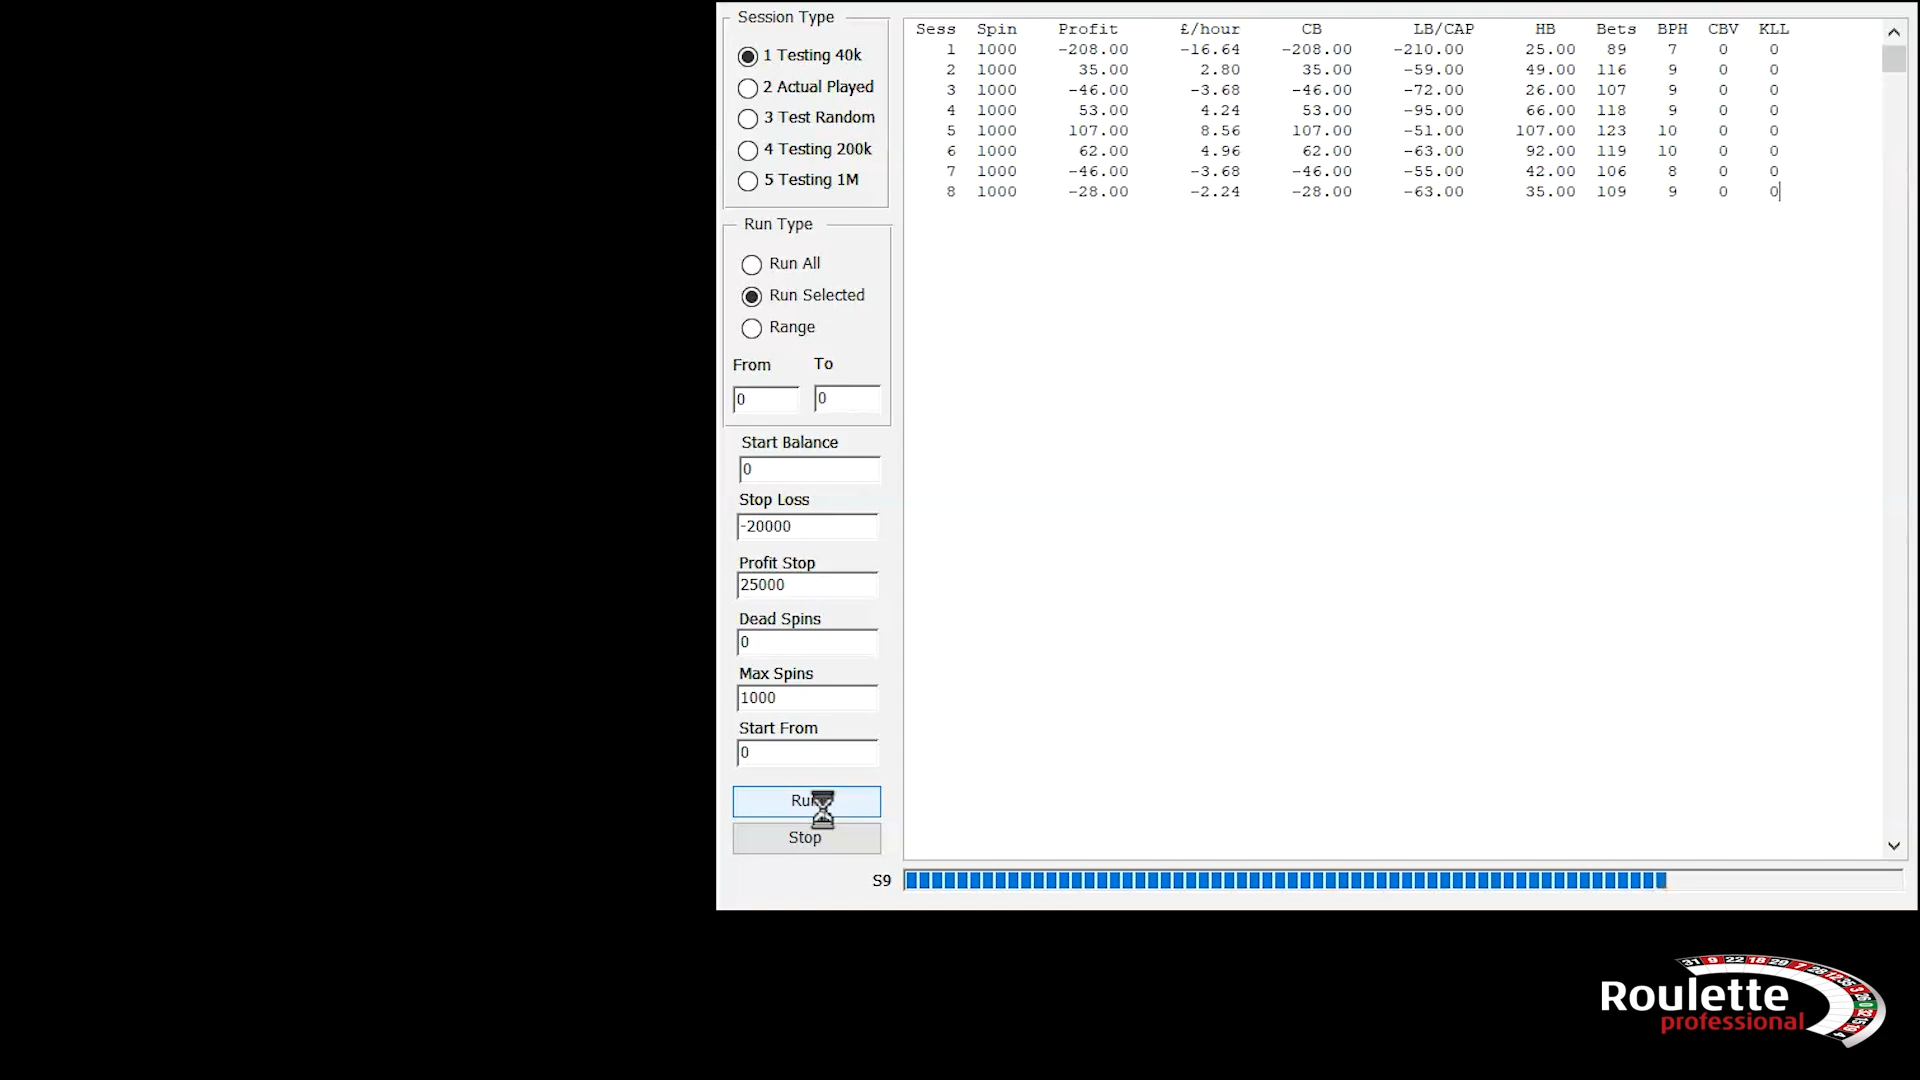 Session Type
1 Testing 40k
2 Actual Played
3 Test Random
4 Testing 200k
5 Testing 1M
Run Type
Run All
Run Selected
Range
From To
0 0
Start Balance
0
Stop Loss
-20000
Profit Stop
25000
Dead Spins
0
Max Spins
1000
Start From
0
Stop
Sess Spin Profit £/hour CB LB/CAP HB Bets BPH CBV KLL
1 1000 -208.00 -16.64 -208.00 -210.00 25.00 89 7 0 0
2 1000 35.00 2.80 35.00 -59.00 49.00 116 9 0 0
3 1000 -46.00 -3.68 -46.00 -72.00 26.00 107 9 0 0
4 1000 53.00 4.24 53.00 -95.00 66.00 118 9 0 0
5 1000 107.00 8.56 107.00 -51.00 107.00 123 10 0 0
6 1000 62.00 4.96 62.00 -63.00 92.00 119 10 0 0
7 1000 -46.00 -3.68 -46.00 -55.00 42.00 106 8 0 0
8 1000 -28.00 -2.24 -28.00 -63.00 35.00 109 9 0 0
S9
Roulette
professional